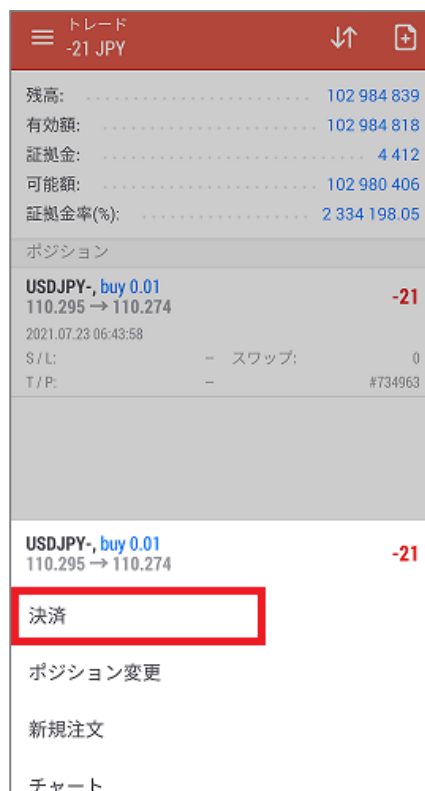 トレード
-21 JPY
残高: 102 984 839
有効額: 102 984 818
証拠金: 4 412
可能額: 102 980 406
証拠金率(%): 2 334 198.05
ポジション
USDJPY-, buy 0.01
110.295 → 110.274 -21
2021.07.23 06:43:58
S / L: – スワップ: 0
T / P: – #734963
USDJPY-, buy 0.01
110.295 → 110.274 -21
決済
ポジション変更
新規注文
チャート